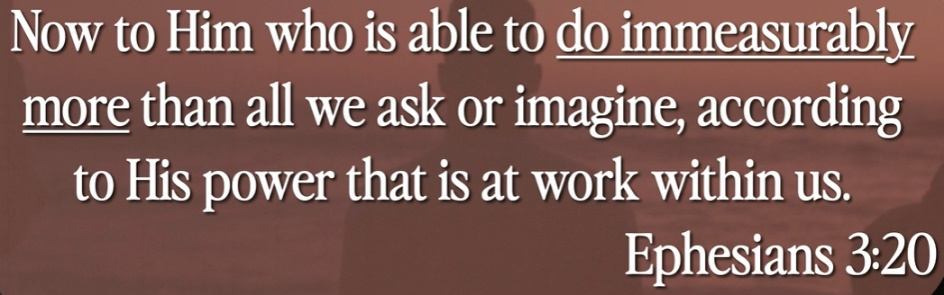 Now to Him who is able to do immeasurably
more than all we ask or imagine, according
to His power that is at work within us.
Ephesians 3:20